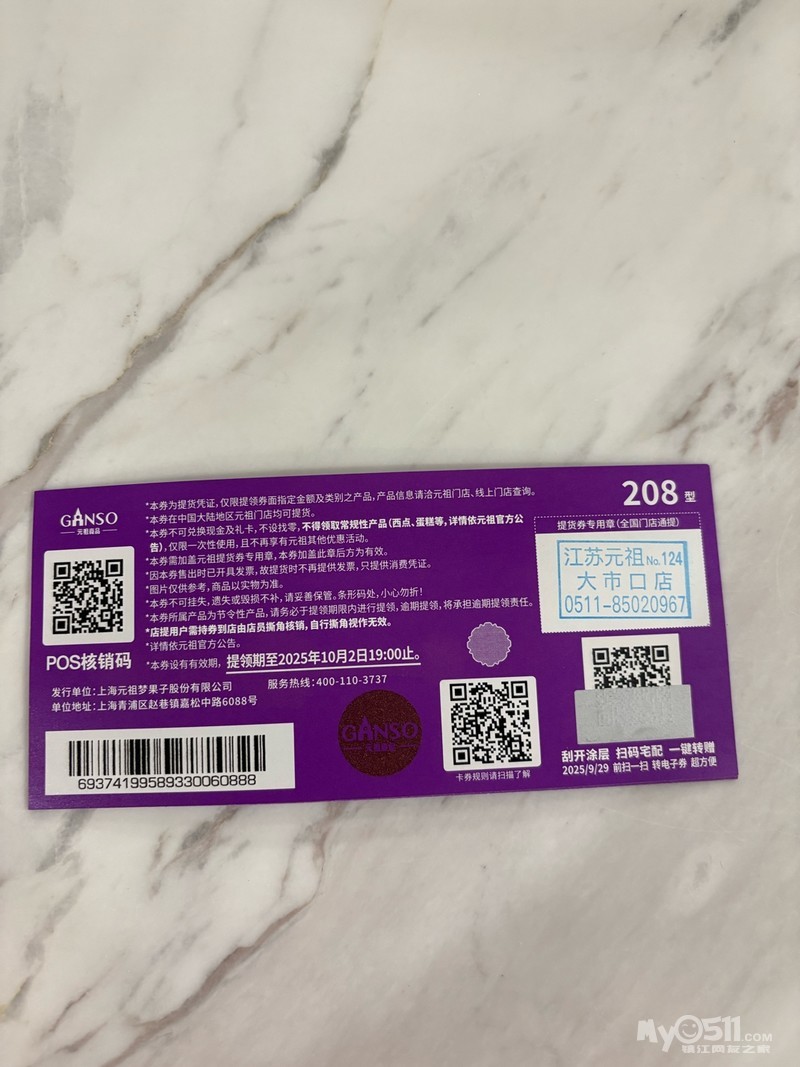 GANSO
元祖食品
*本券为提货凭证，仅限提领券面指定金额及类别之产品，产品信息请洽元祖门店、线上门店查询。
*本券在中国大陆地区元祖门店均可提货。
*本券不可兑换现金及礼卡，不设找零，不得领取常规性产品（西点、蛋糕等，详情依元祖官方公
告），仅限一次性使用，且不再享有元祖其他优惠活动。
*本券需加盖元祖提货券专用章，本券加盖此章后方为有效。
*因本券售出时已开具发票，故提货时不再提供发票，只提供消费凭证。
*图片仅供参考，商品以实物为准。
*本券不可挂失，遗失或毁损不补，请妥善保管。条形码处，小心勿折！
*本券所属产品为节令性产品，请务必于提领期限内进行提领，逾期提领，将承担逾期提领责任。
*店提用户需持券到店由店员撕角核销，自行撕角视作无效。
*详情依元祖官方公告。
*本券设有有效期，提领期至2025年10月2日19:00止。
POS核销码
发行单位：上海元祖梦果子股份有限公司
服务热线：400-110-3737
单位地址：上海青浦区赵巷镇嘉松中路6088号
69374199589330060888
GANSO
元祖食品
卡券规则请扫描了解
208 型
提货券专用章（全国门店通提）
江苏元祖 No.124
大市口店
0511-85020967
刮开涂层 扫码宅配 一键转赠
2025/9/29 前扫一扫 转电子券 超方便
My0511.COM
镇江网友之家